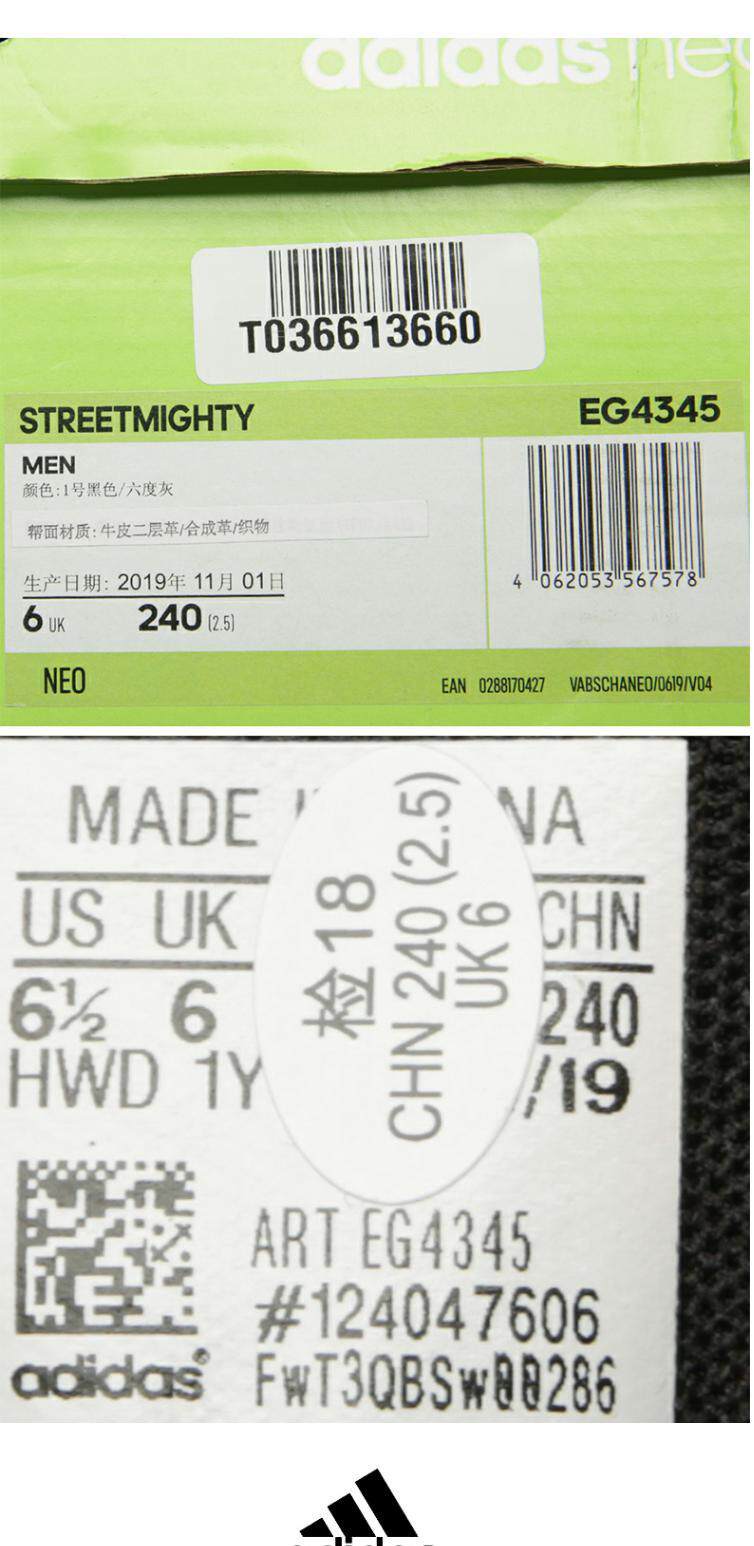 adidas neo
T036613660
STREETMIGHTY EG4345
MEN
颜色:1号黑色/六度灰
帮面材质:牛皮二层革/合成革/织物
生产日期: 2019年 11月 01日
6 UK 240 (2.5)
4 062053 567578
NEO EAN 0288170427 VABSCHANEO/0619/V04
MADE
US UK CHN
6½ 6 240
HWD 1Y /19
检18
CHN 240 (2.5)
UK 6
ART EG4345
#124047606
adidas® FwT3QBSw00286